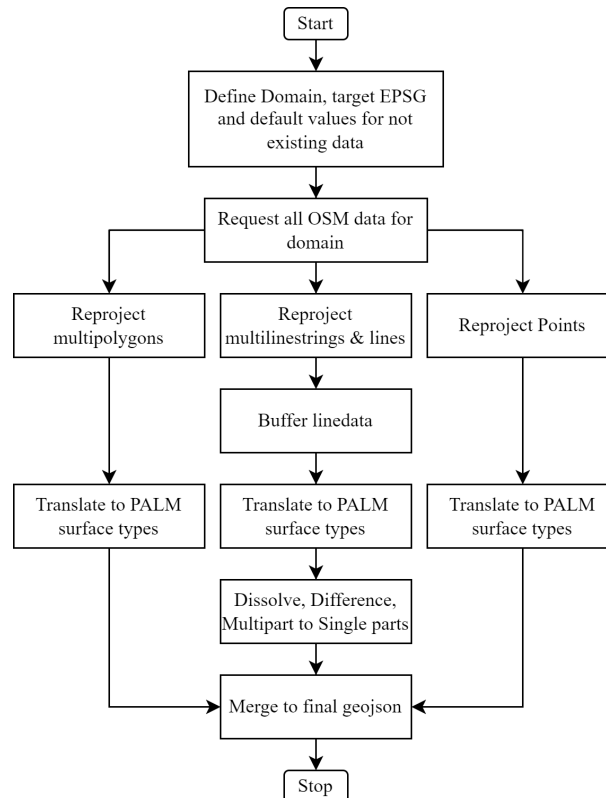 Start
Define Domain, target EPSG
and default values for not
existing data
Request all OSM data for
domain
Reproject
multipolygons
Reproject
multilinestrings & lines
Reproject Points
Buffer linedata
Translate to PALM
surface types
Translate to PALM
surface types
Translate to PALM
surface types
Dissolve, Difference,
Multipart to Single parts
Merge to final geojson
Stop